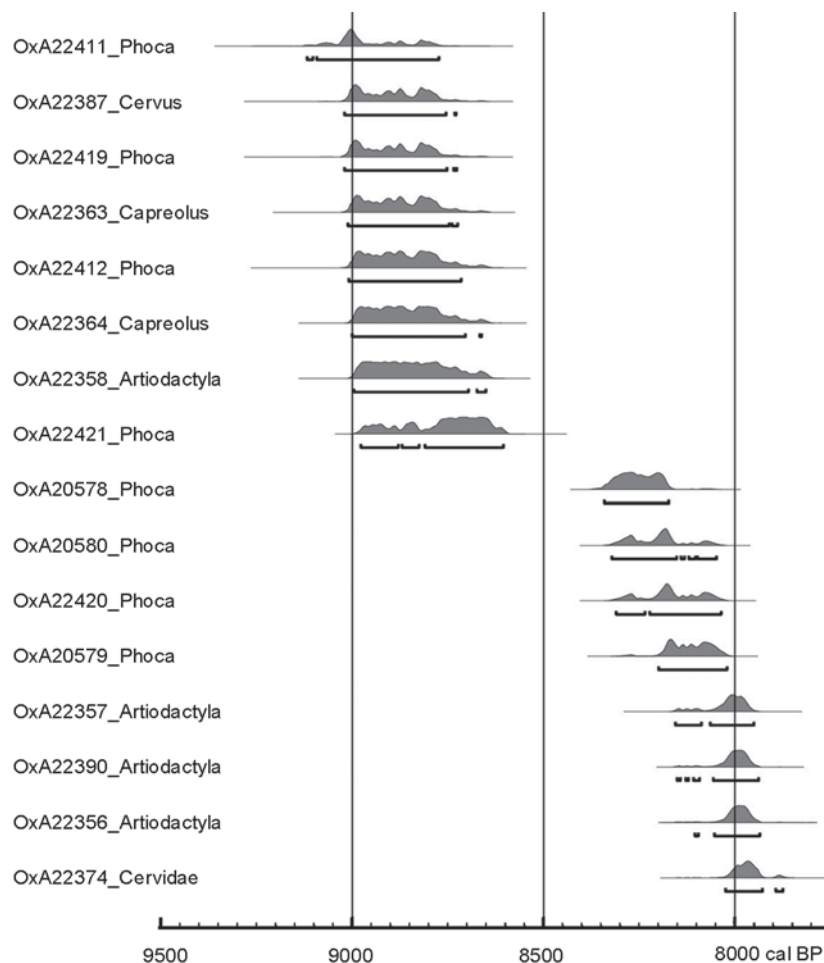 OxA22411_Phoca
OxA22387_Cervus
OxA22419_Phoca
OxA22363_Capreolus
OxA22412_Phoca
OxA22364_Capreolus
OxA22358_Artiodactyla
OxA22421_Phoca
OxA20578_Phoca
OxA20580_Phoca
OxA22420_Phoca
OxA20579_Phoca
OxA22357_Artiodactyla
OxA22390_Artiodactyla
OxA22356_Artiodactyla
OxA22374_Cervidae
9500 9000 8500 8000 cal BP